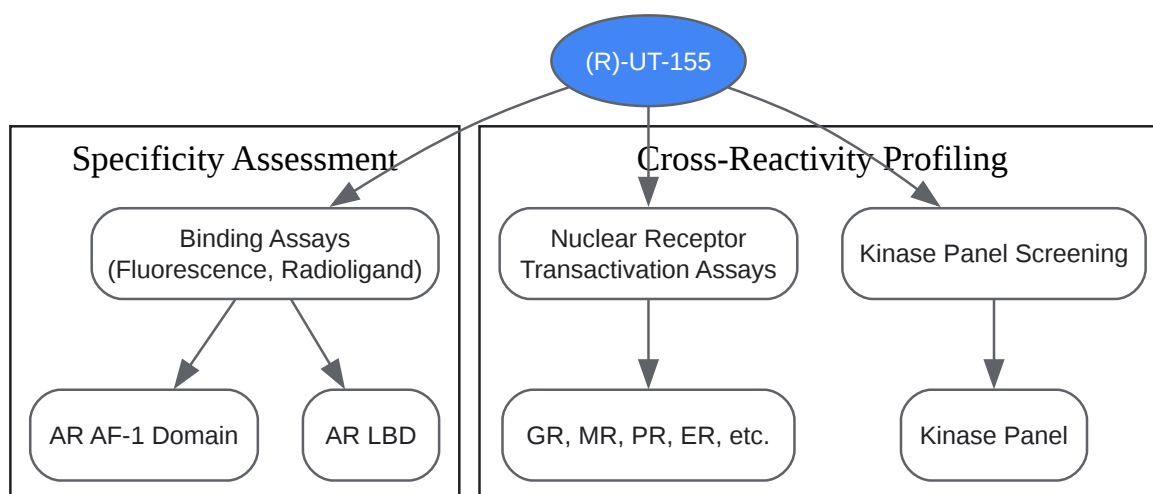 (R)-UT-155
Specificity Assessment
Cross-Reactivity Profiling
Binding Assays
(Fluorescence, Radioligand)
Nuclear Receptor
Transactivation Assays
Kinase Panel Screening
AR AF-1 Domain
AR LBD
GR, MR, PR, ER, etc.
Kinase Panel